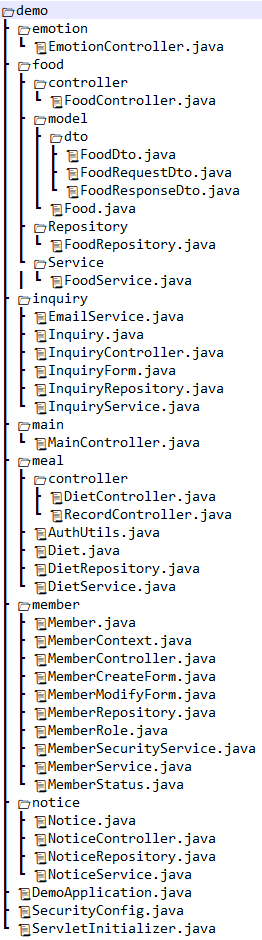 demo
emotion
EmotionController.java
food
controller
FoodController.java
model
dto
FoodDto.java
FoodRequestDto.java
FoodResponseDto.java
Food.java
Repository
FoodRepository.java
Service
FoodService.java
inquiry
EmailService.java
Inquiry.java
InquiryController.java
InquiryForm.java
InquiryRepository.java
InquiryService.java
main
MainController.java
meal
controller
DietController.java
RecordController.java
AuthUtils.java
Diet.java
DietRepository.java
DietService.java
member
Member.java
MemberContext.java
MemberController.java
MemberCreateForm.java
MemberModifyForm.java
MemberRepository.java
MemberRole.java
MemberSecurityService.java
MemberService.java
MemberStatus.java
notice
Notice.java
NoticeController.java
NoticeRepository.java
NoticeService.java
DemoApplication.java
SecurityConfig.java
ServletInitializer.java